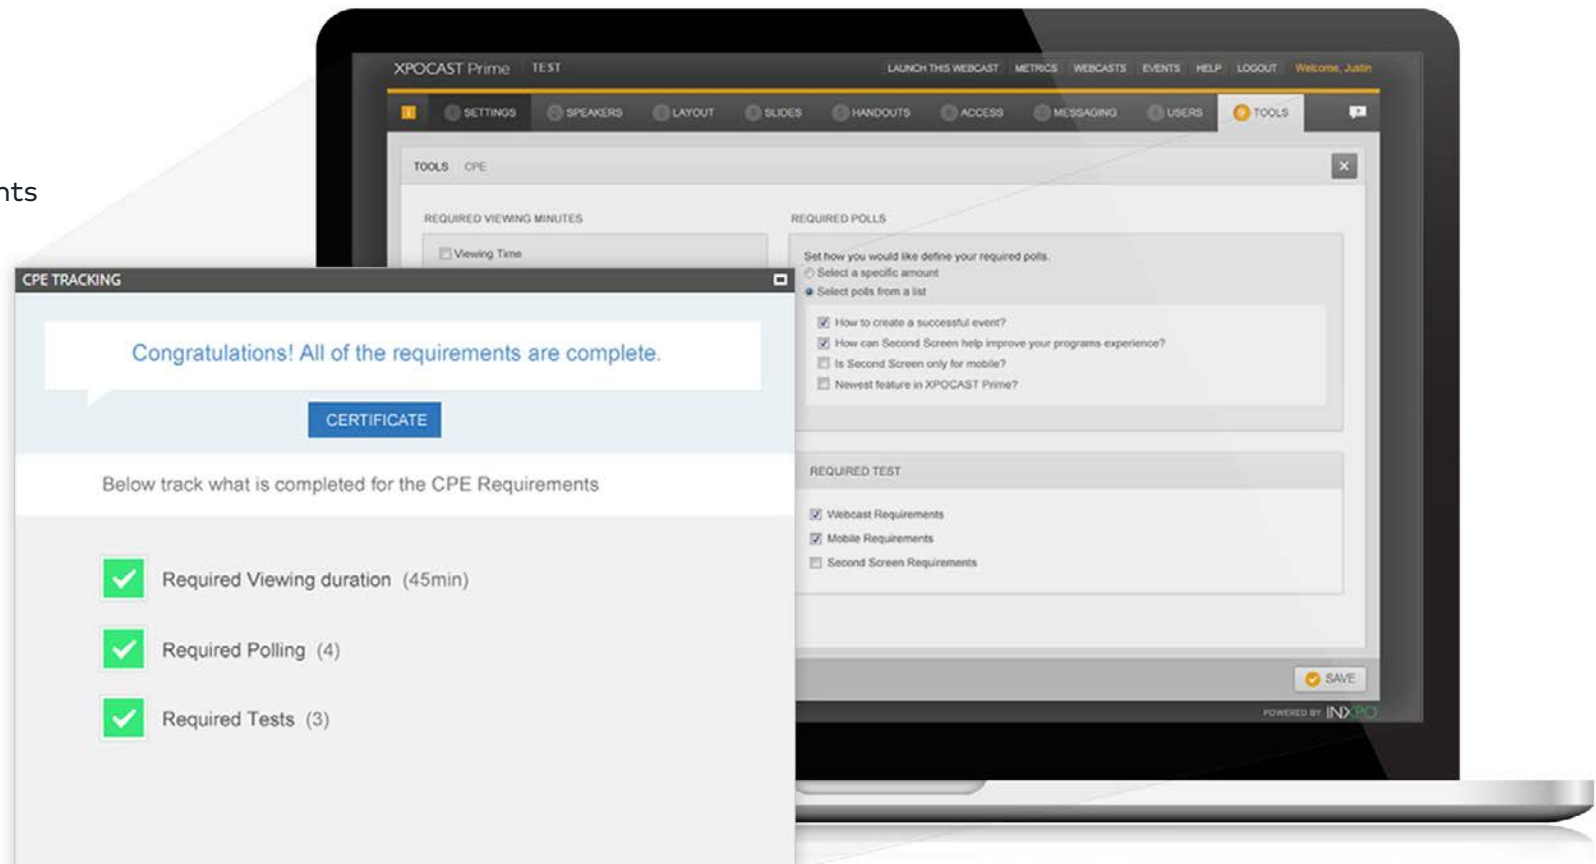 XPOCAST Prime TEST LAUNCH THIS WEBCAST METRICS WEBCASTS EVENTS HELP LOGOUT Welcome, Justin
SETTINGS SPEAKERS LAYOUT SLIDES HANDOUTS ACCESS MESSAGING USERS 9 TOOLS
TOOLS CPE
nts
REQUIRED VIEWING MINUTES
Viewing Time
REQUIRED POLLS
Set how you would like define your required polls.
Select a specific amount
Select polls from a list
How to create a successful event?
How can Second Screen help improve your programs experience?
Is Second Screen only for mobile?
Newest feature in XPOCAST Prime?
REQUIRED TEST
Webcast Requirements
Mobile Requirements
Second Screen Requirements
SAVE
POWERED BY INXPO
CPE TRACKING
Congratulations! All of the requirements are complete.
CERTIFICATE
Below track what is completed for the CPE Requirements
Required Viewing duration (45min)
Required Polling (4)
Required Tests (3)